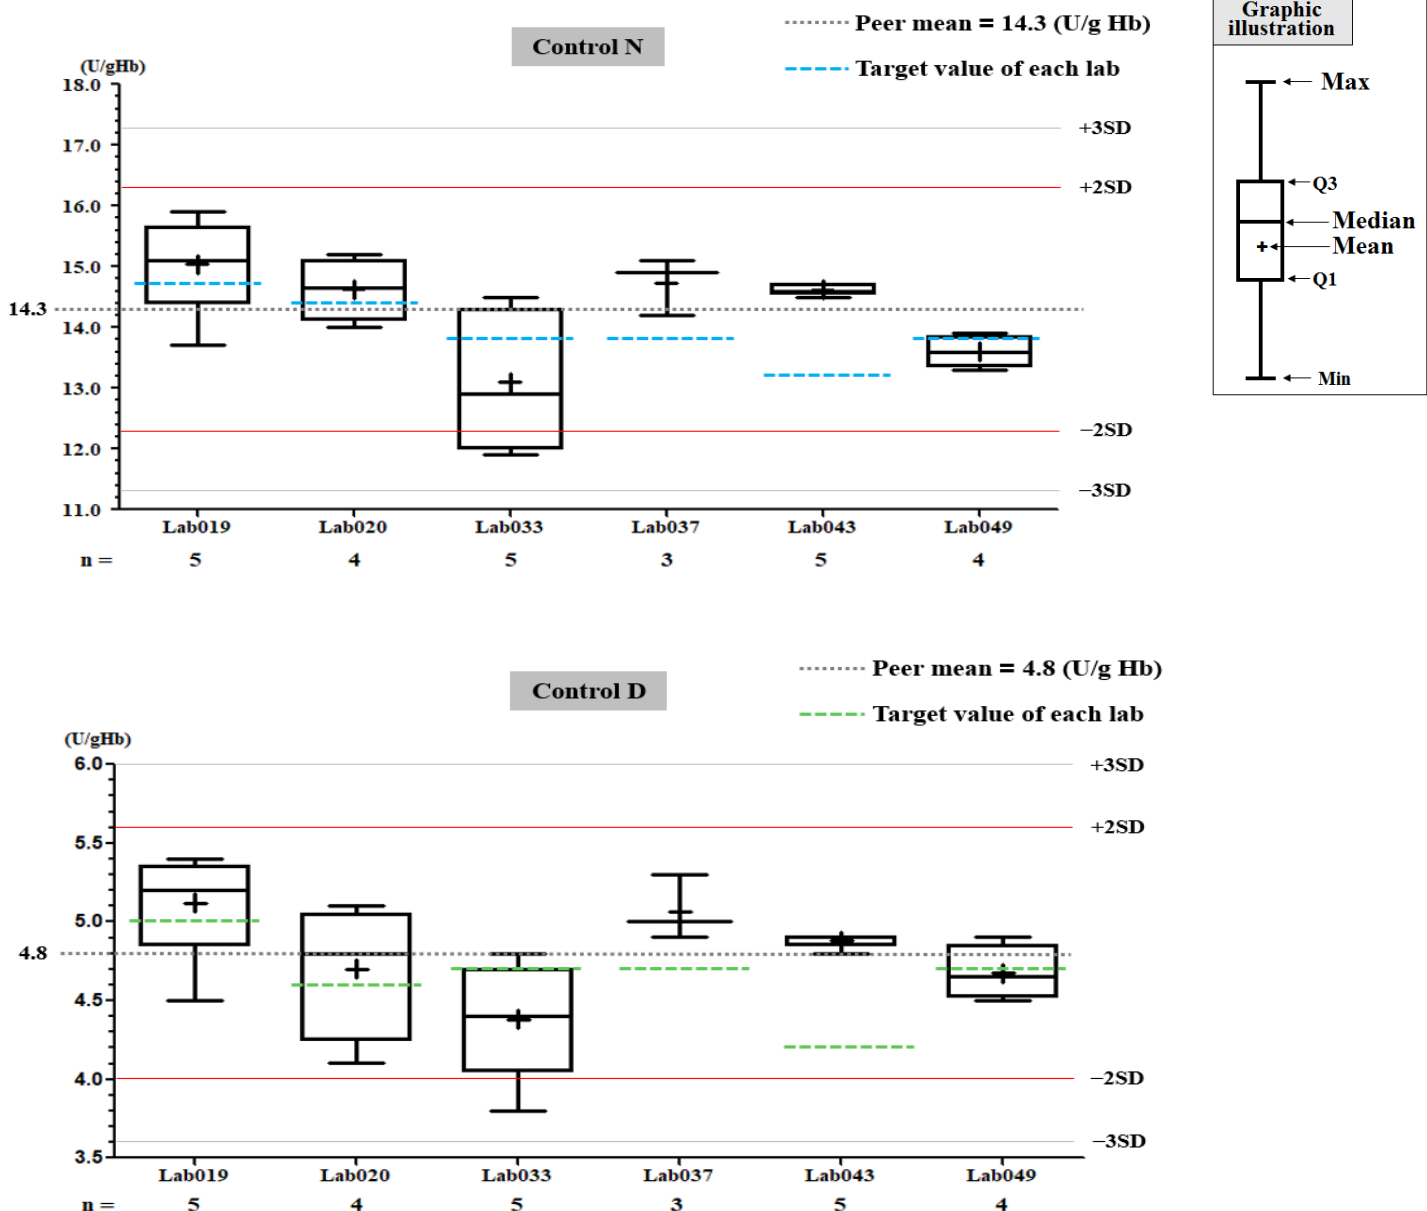 Control N
Peer mean = 14.3 (U/g Hb)
Target value of each lab
(U/gHb)
18.0
17.0
16.0
15.0
14.3
14.0
13.0
12.0
11.0
+3SD
+2SD
−2SD
−3SD
Lab019 Lab020 Lab033 Lab037 Lab043 Lab049
n = 5 4 5 3 5 4
Graphic
illustration
Max
Q3
Median
Mean
Q1
Min
Control D
Peer mean = 4.8 (U/g Hb)
Target value of each lab
(U/gHb)
6.0
5.5
5.0
4.8
4.5
4.0
3.5
+3SD
+2SD
−2SD
−3SD
Lab019 Lab020 Lab033 Lab037 Lab043 Lab049
n = 5 4 5 3 5 4